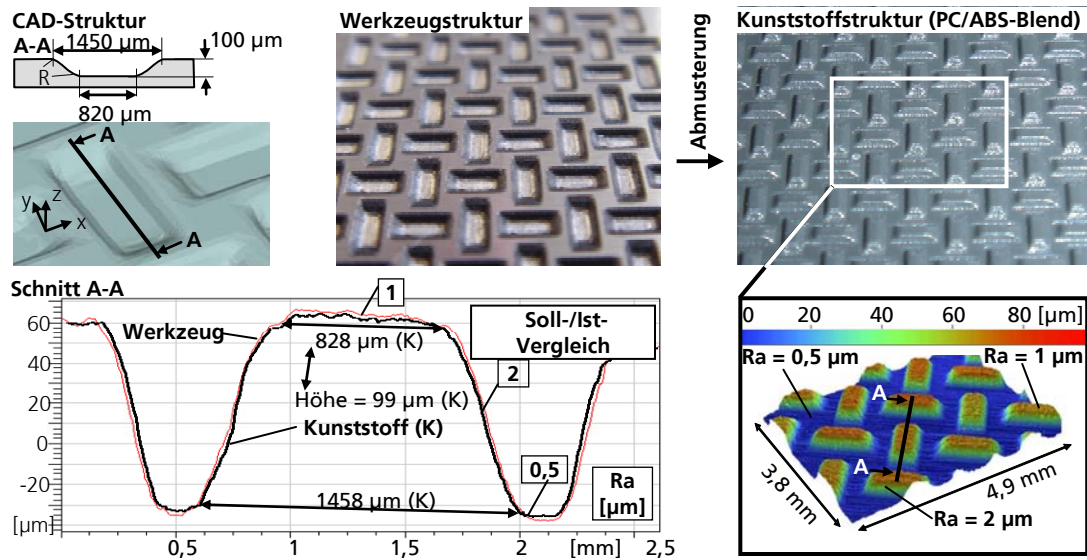 CAD-Struktur
A-A
1450 µm
100 µm
R
820 µm
A
y
z
x
A
Werkzeugstruktur
Abmusterung
Kunststoffstruktur (PC/ABS-Blend)
Schnitt A-A
60
20
0
-20
[µm]
0,5
1
1,5
2
[mm]
2,5
Werkzeug
1
828 µm (K)
Höhe = 99 µm (K)
Kunststoff (K)
1458 µm (K)
2
0,5
Soll-/Ist-
Vergleich
Ra
[µm]
0 20 40 60 80 [µm]
Ra = 0,5 µm
Ra = 1 µm
A
A
3,8 mm
4,9 mm
Ra = 2 µm